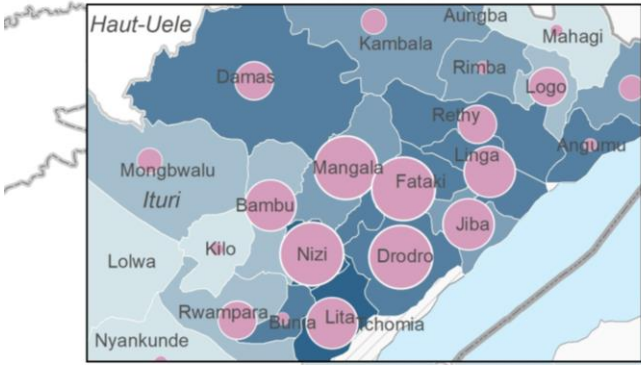 Haut-Uele
Aungba
Kambala
Mahagi
Damas
Rimba
Logo
Rethy
Angumu
Linga
Mongbwalu
Mangala
Fataki
Ituri
Bambu
Jiba
Kilo
Nizi
Drodro
Lolwa
Rwampara
Bunia
Lita
Tchomia
Nyankunde